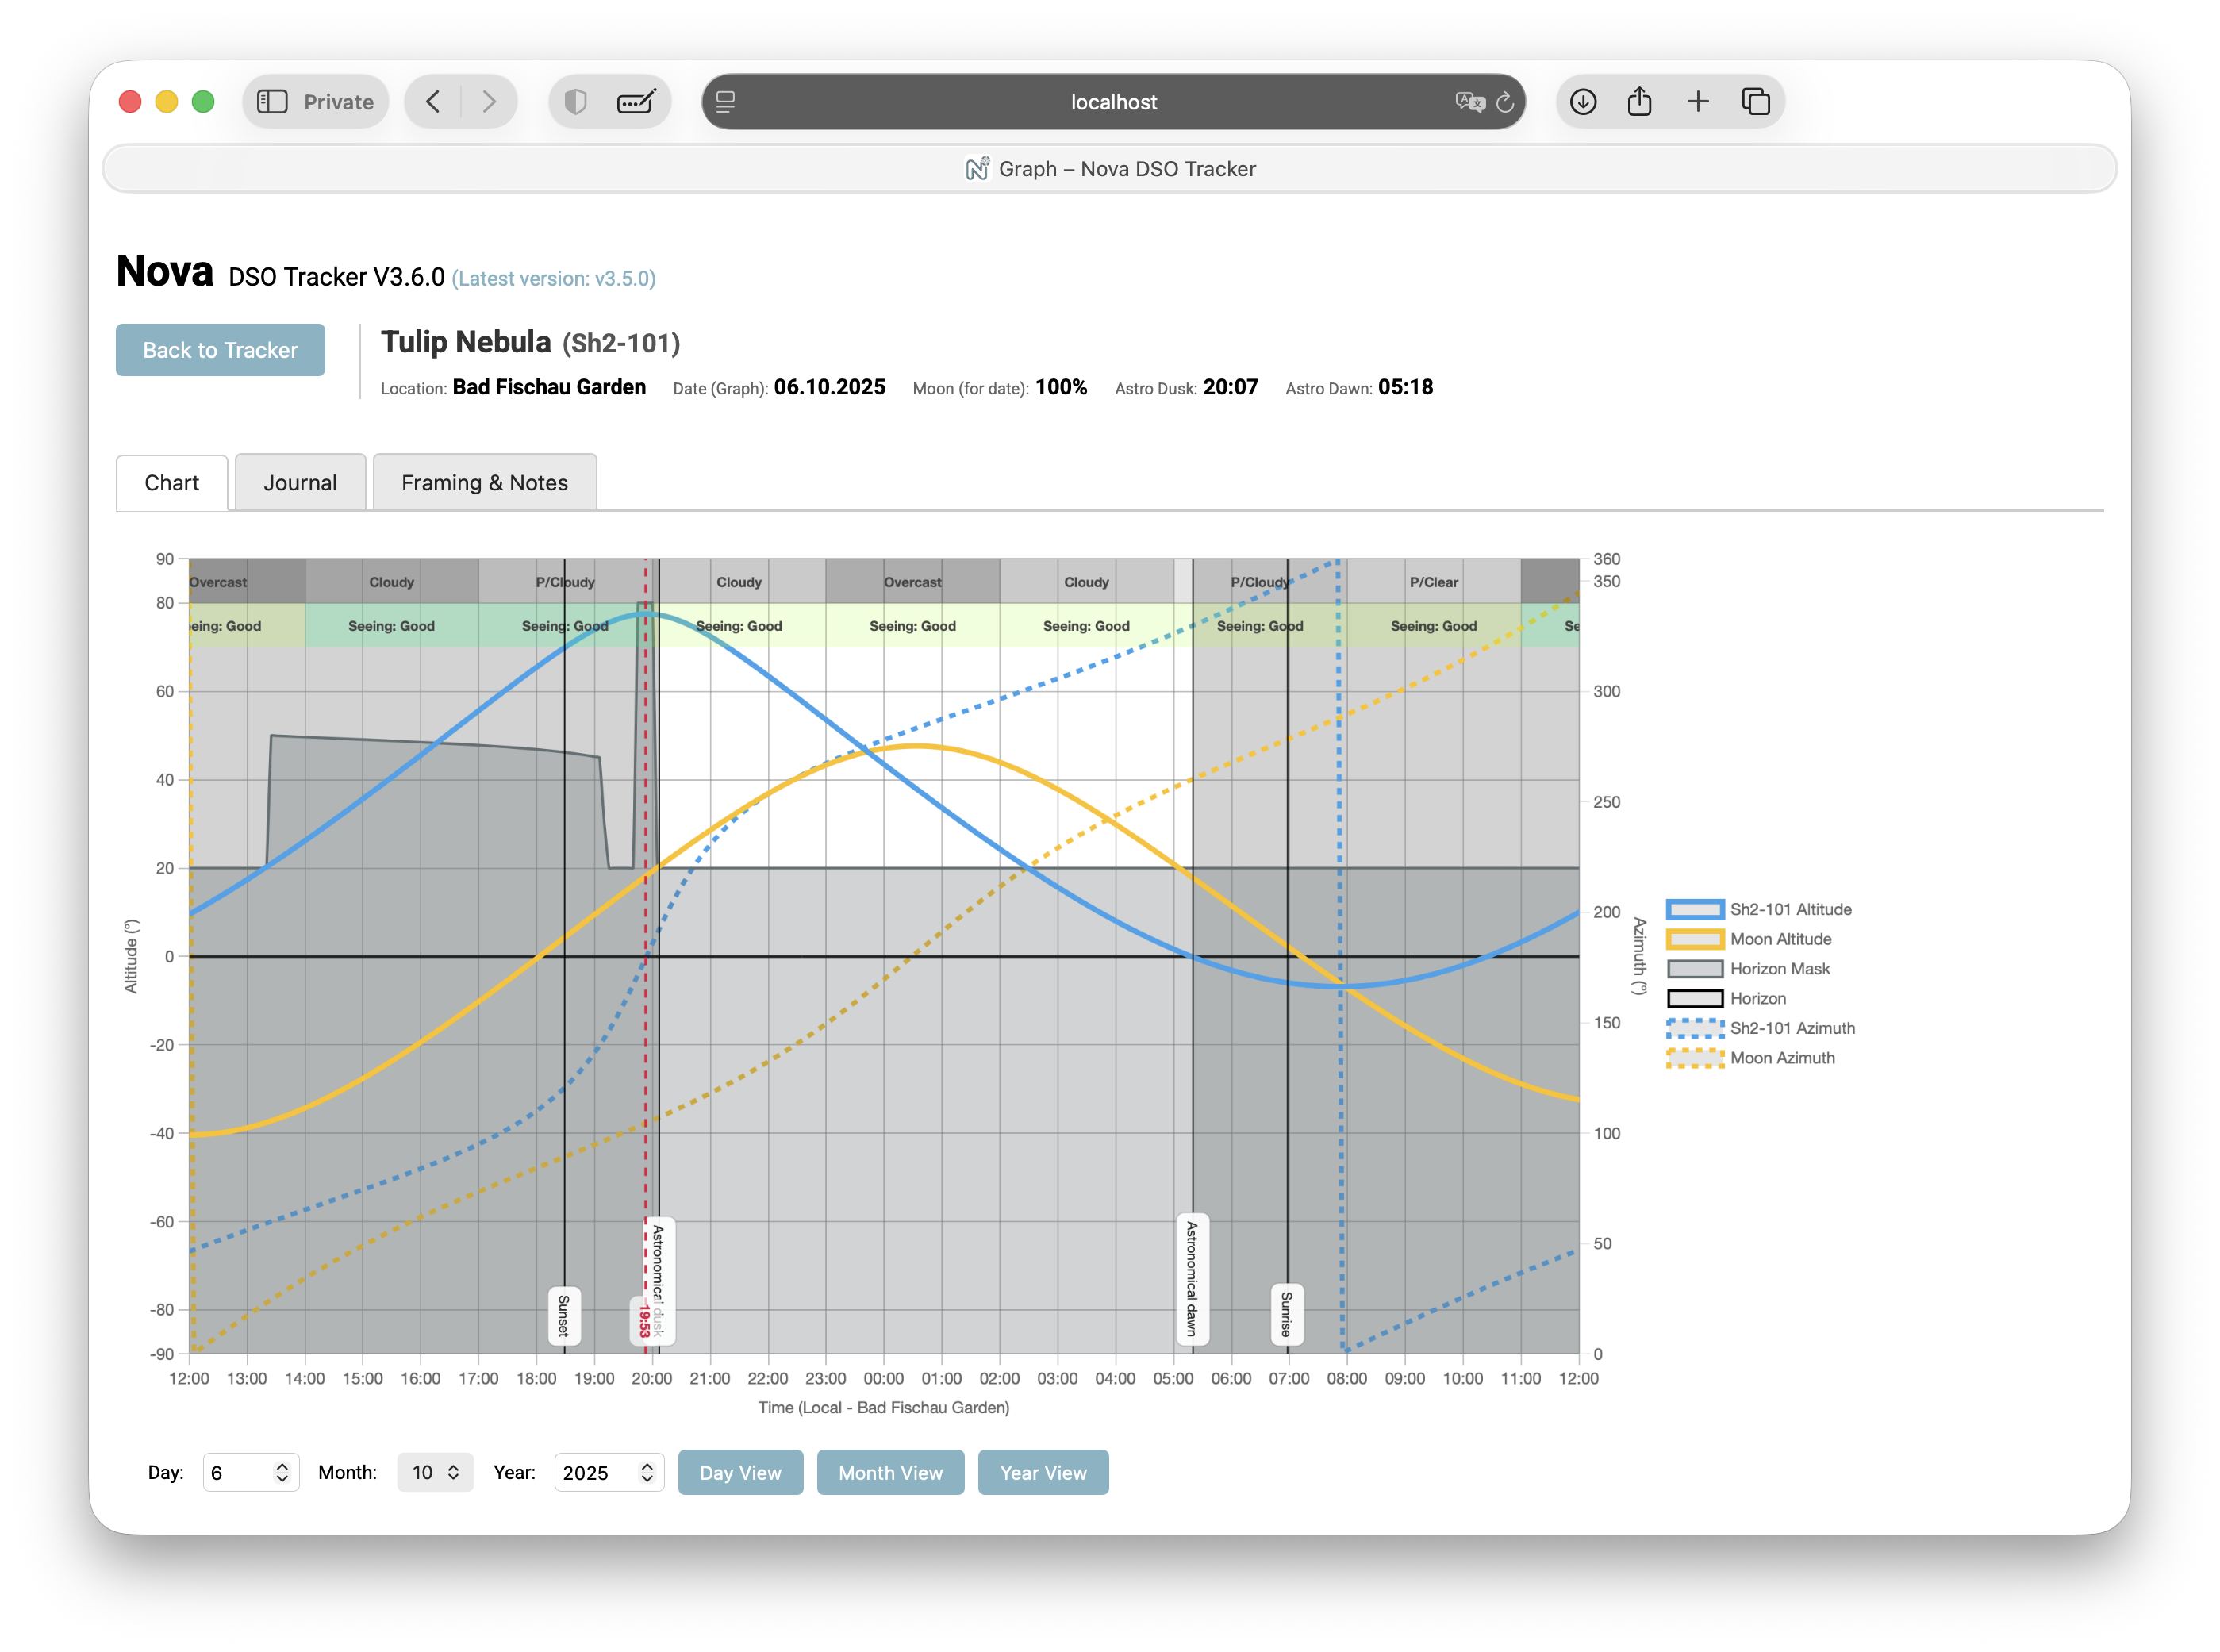 Private
localhost
Graph – Nova DSO Tracker
Nova DSO Tracker V3.6.0 (Latest version: v3.5.0)
Back to Tracker
Tulip Nebula (Sh2-101)
Location: Bad Fischau Garden Date (Graph): 06.10.2025 Moon (for date): 100% Astro Dusk: 20:07 Astro Dawn: 05:18
Chart Journal Framing & Notes
Overcast Cloudy P/Cloudy Cloudy Overcast Cloudy P/Cloudy P/Clear
eing: Good Seeing: Good Seeing: Good Seeing: Good Seeing: Good Seeing: Good Seeing: Good Seeing: Good Se
90
80
60
40
20
0
-20
-40
-60
-80
-90
Altitude (°)
360
350
300
250
200
150
100
50
0
Azimuth (°)
Sh2-101 Altitude
Moon Altitude
Horizon Mask
Horizon
Sh2-101 Azimuth
Moon Azimuth
Sunset
19:53
Astronomical dusk
Astronomical dawn
Sunrise
12:00 13:00 14:00 15:00 16:00 17:00 18:00 19:00 20:00 21:00 22:00 23:00 00:00 01:00 02:00 03:00 04:00 05:00 06:00 07:00 08:00 09:00 10:00 11:00 12:00
Time (Local - Bad Fischau Garden)
Day: 6 Month: 10 Year: 2025 Day View Month View Year View